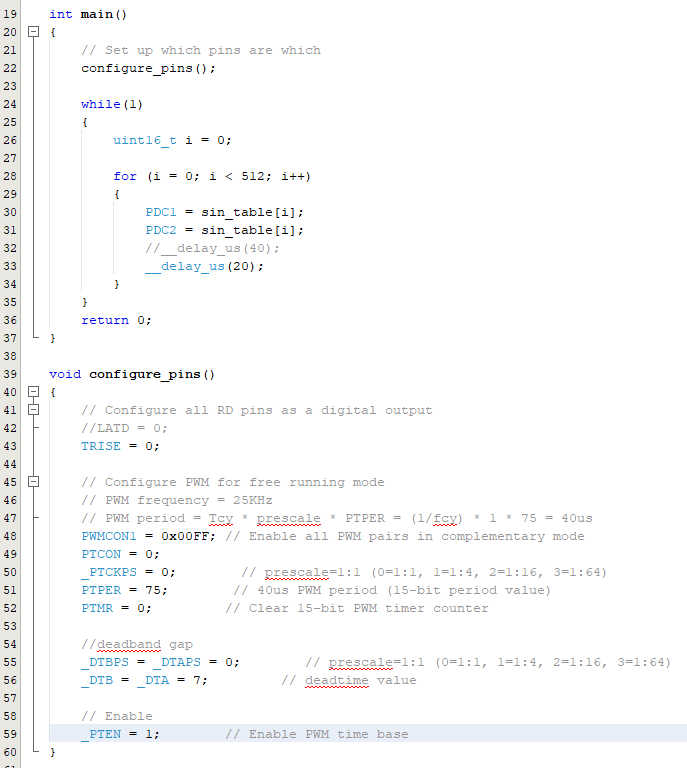 19 int main()
20 {
21 // Set up which pins are which
22 configure_pins();
23
24 while(1)
25 {
26 uint16_t i = 0;
27
28 for (i = 0; i < 512; i++)
29 {
30 PDC1 = sin_table[i];
31 PDC2 = sin_table[i];
32 //__delay_us(40);
33 __delay_us(20);
34 }
35 }
36 return 0;
37 }
38
39 void configure_pins()
40 {
41 // Configure all RD pins as a digital output
42 //LATD = 0;
43 TRISE = 0;
44
45 // Configure PWM for free running mode
46 // PWM frequency = 25KHz
47 // PWM period = Tcy * prescale * PTPER = (1/fcy) * 1 * 75 = 40us
48 PWMCON1 = 0x00FF; // Enable all PWM pairs in complementary mode
49 PTCON = 0;
50 _PTCKPS = 0; // prescale=1:1 (0=1:1, 1=1:4, 2=1:16, 3=1:64)
51 PTPER = 75; // 40us PWM period (15-bit period value)
52 PTMR = 0; // Clear 15-bit PWM timer counter
53
54 //deadband gap
55 _DTBPS = _DTAPS = 0; // prescale=1:1 (0=1:1, 1=1:4, 2=1:16, 3=1:64)
56 _DTB = _DTA = 7; // deadtime value
57
58 // Enable
59 _PTEN = 1; // Enable PWM time base
60 }